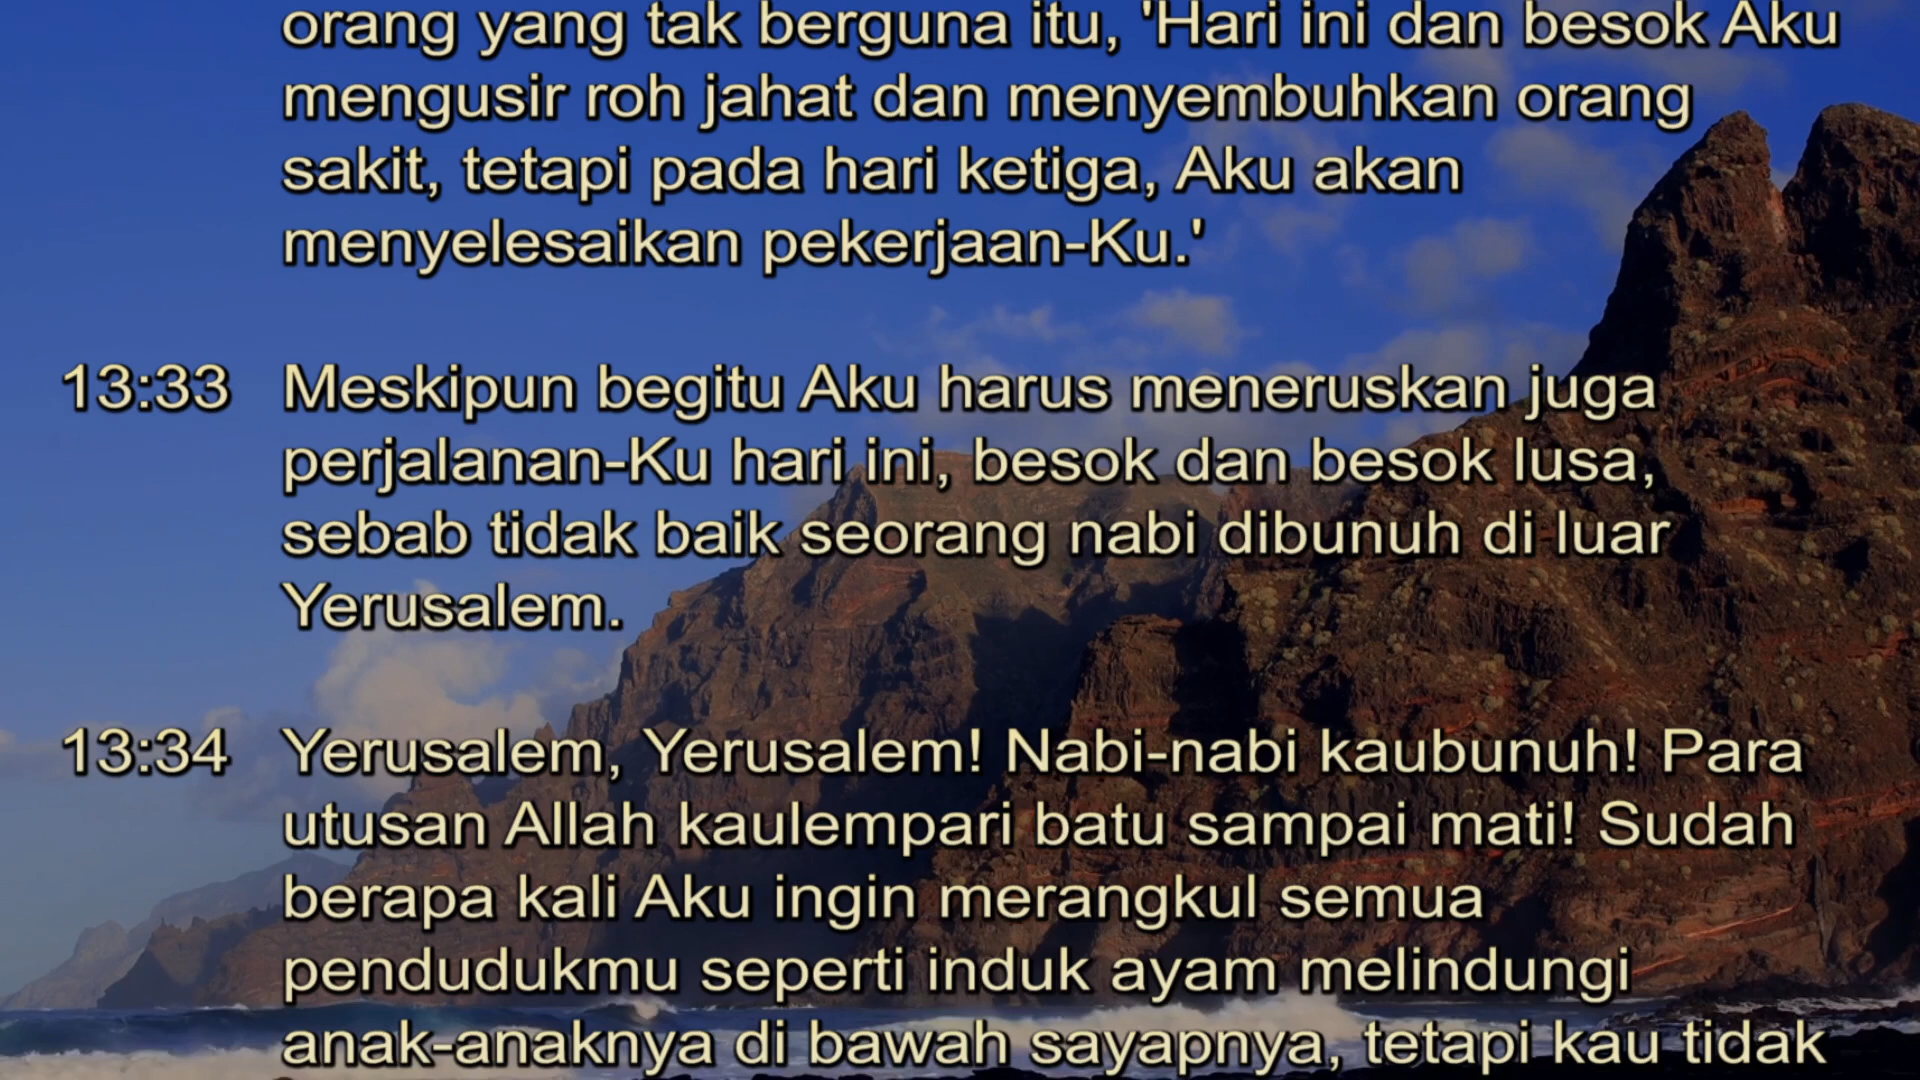 orang yang tak berguna itu, 'Hari ini dan besok Aku
mengusir roh jahat dan menyembuhkan orang
sakit, tetapi pada hari ketiga, Aku akan
menyelesaikan pekerjaan-Ku.'
13:33 Meskipun begitu Aku harus meneruskan juga
perjalanan-Ku hari ini, besok dan besok lusa,
sebab tidak baik seorang nabi dibunuh di luar
Yerusalem.
13:34 Yerusalem, Yerusalem! Nabi-nabi kaubunuh! Para
utusan Allah kaulempari batu sampai mati! Sudah
berapa kali Aku ingin merangkul semua
pendudukmu seperti induk ayam melindungi
anak-anaknya di bawah sayapnya, tetapi kau tidak